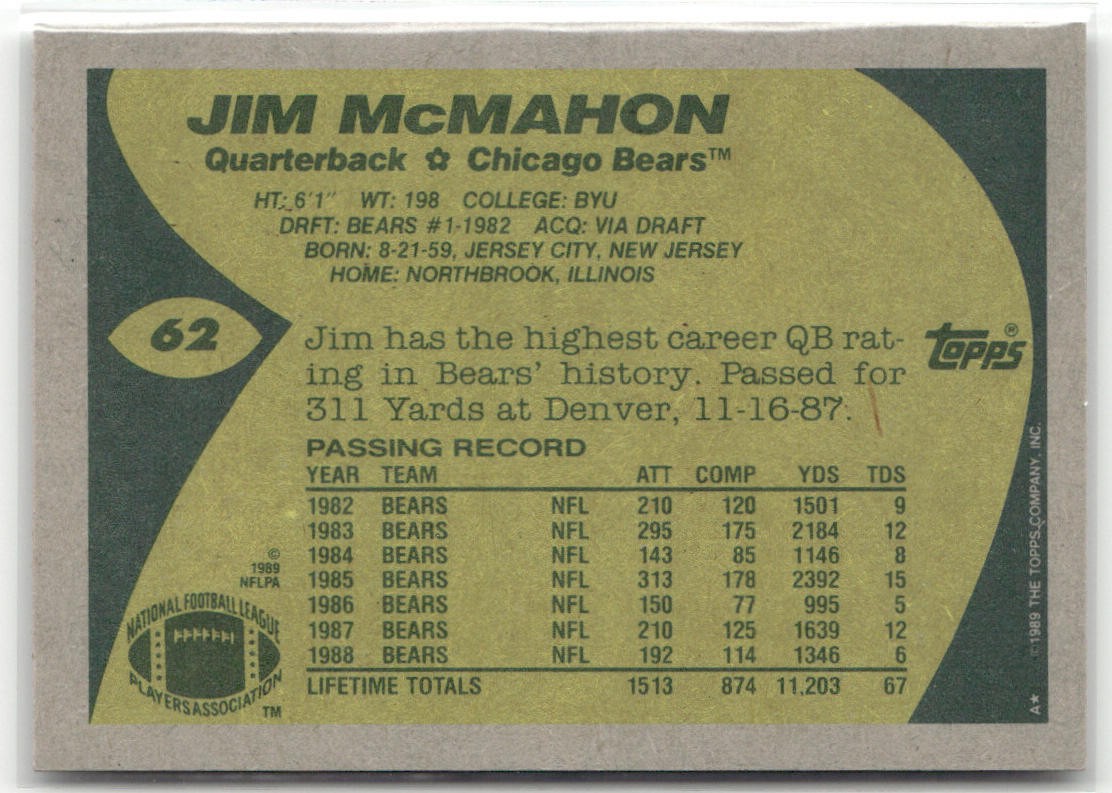 JIM McMAHON
Quarterback ✿ Chicago Bears™
HT: 6'1" WT: 198 COLLEGE: BYU
DRFT: BEARS #1-1982 ACQ: VIA DRAFT
BORN: 8-21-59, JERSEY CITY, NEW JERSEY
HOME: NORTHBROOK, ILLINOIS
62
Jim has the highest career QB rat-
ing in Bears' history. Passed for
311 Yards at Denver, 11-16-87.
topps®
PASSING RECORD
YEAR TEAM ATT COMP YDS TDS
1982 BEARS NFL 210 120 1501 9
1983 BEARS NFL 295 175 2184 12
1984 BEARS NFL 143 85 1146 8
1985 BEARS NFL 313 178 2392 15
1986 BEARS NFL 150 77 995 5
1987 BEARS NFL 210 125 1639 12
1988 BEARS NFL 192 114 1346 6
LIFETIME TOTALS 1513 874 11,203 67
©
1989
NFLPA
NATIONAL FOOTBALL LEAGUE
PLAYERS ASSOCIATION
TM
©1989 THE TOPPS COMPANY, INC.
A★